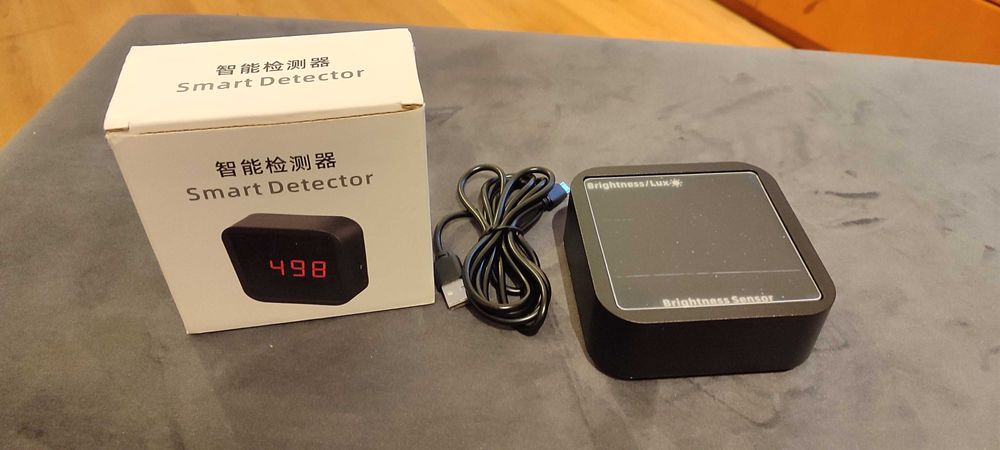 智能检测器
Smart Detector
智能检测器
Smart Detector
498
Brightness/Lux
Brightness Sensor